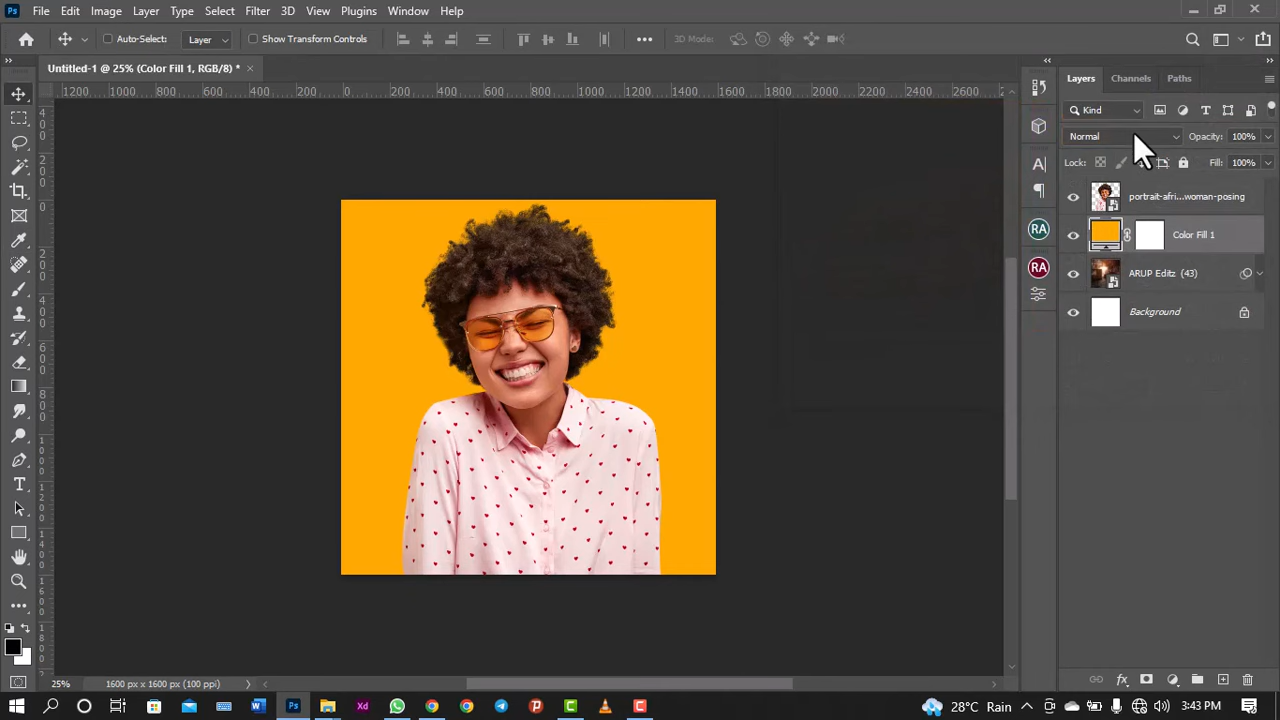 Ps File Edit Image Layer Type Select Filter 3D View Plugins Window Help
Auto-Select: Layer Show Transform Controls ••• 3D Mode:
Untitled-1 @ 25% (Color Fill 1, RGB/8) * ×
1200 1000 800 600 400 200 0 200 400 600 800 1000 1200 1400 1600 1800 2000 2200 2400 2600
Layers Channels Paths
Kind
Normal Opacity: 100%
Lock: Fill: 100%
portrait-afri...woman-posing
Color Fill 1
ARUP Editz (43)
Background
RA
RA
25% 1600 px x 1600 px (100 ppi)
28°C Rain 3:43 PM